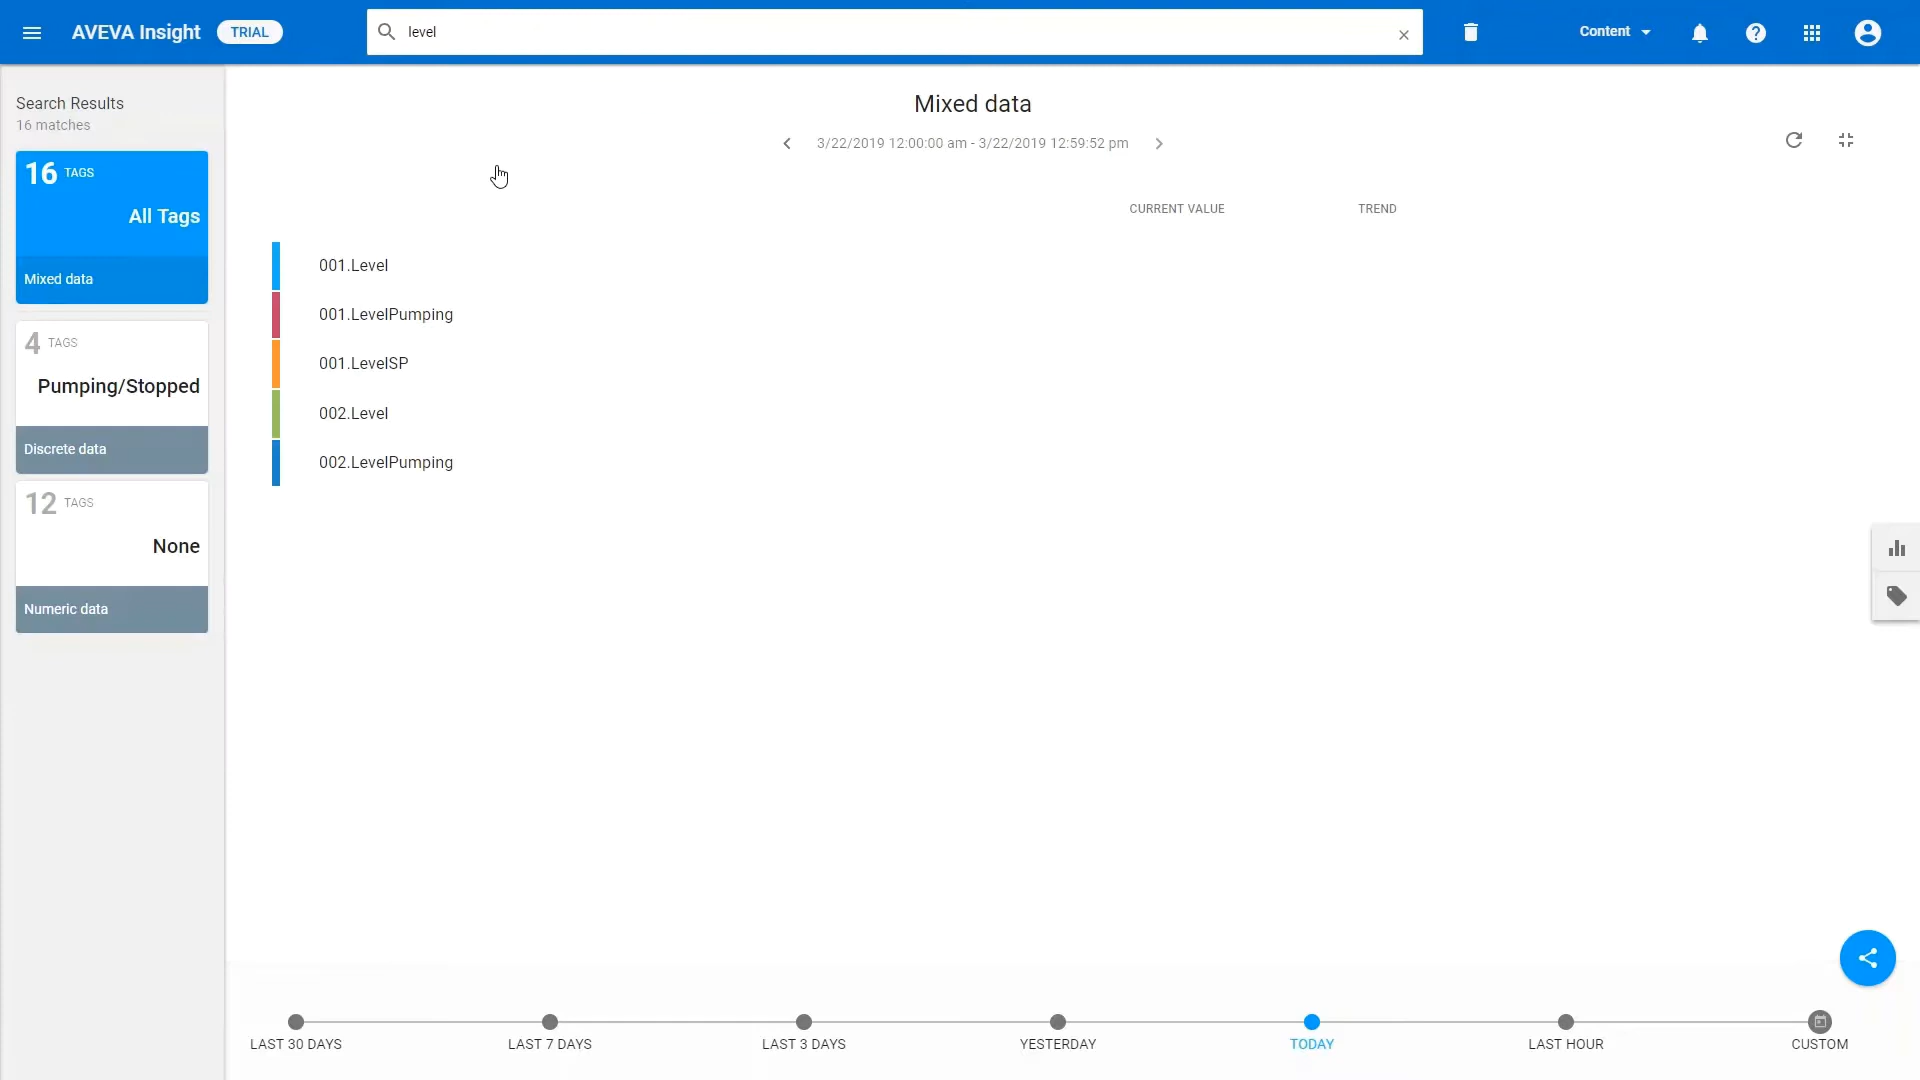 AVEVA Insight
TRIAL
level
Content
Search Results
16 matches
16 TAGS
All Tags
Mixed data
4 TAGS
Pumping/Stopped
Discrete data
12 TAGS
None
Numeric data
Mixed data
3/22/2019 12:00:00 am - 3/22/2019 12:59:52 pm
CURRENT VALUE TREND
001.Level
001.LevelPumping
001.LevelSP
002.Level
002.LevelPumping
LAST 30 DAYS LAST 7 DAYS LAST 3 DAYS YESTERDAY TODAY LAST HOUR CUSTOM